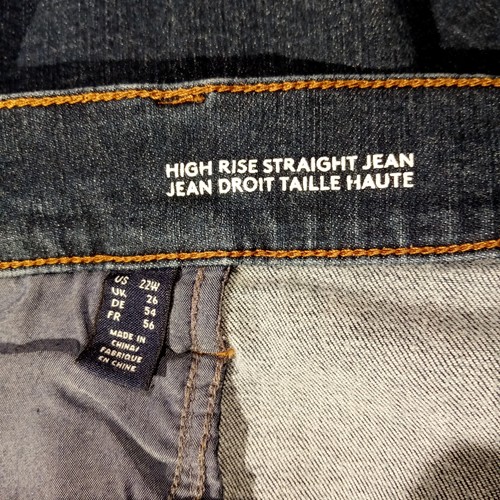 HIGH RISE STRAIGHT JEAN
JEAN DROIT TAILLE HAUTE
US 22W
UK 26
DE 54
FR 56
MADE IN
CHINA/
FABRIQUE
EN CHINE